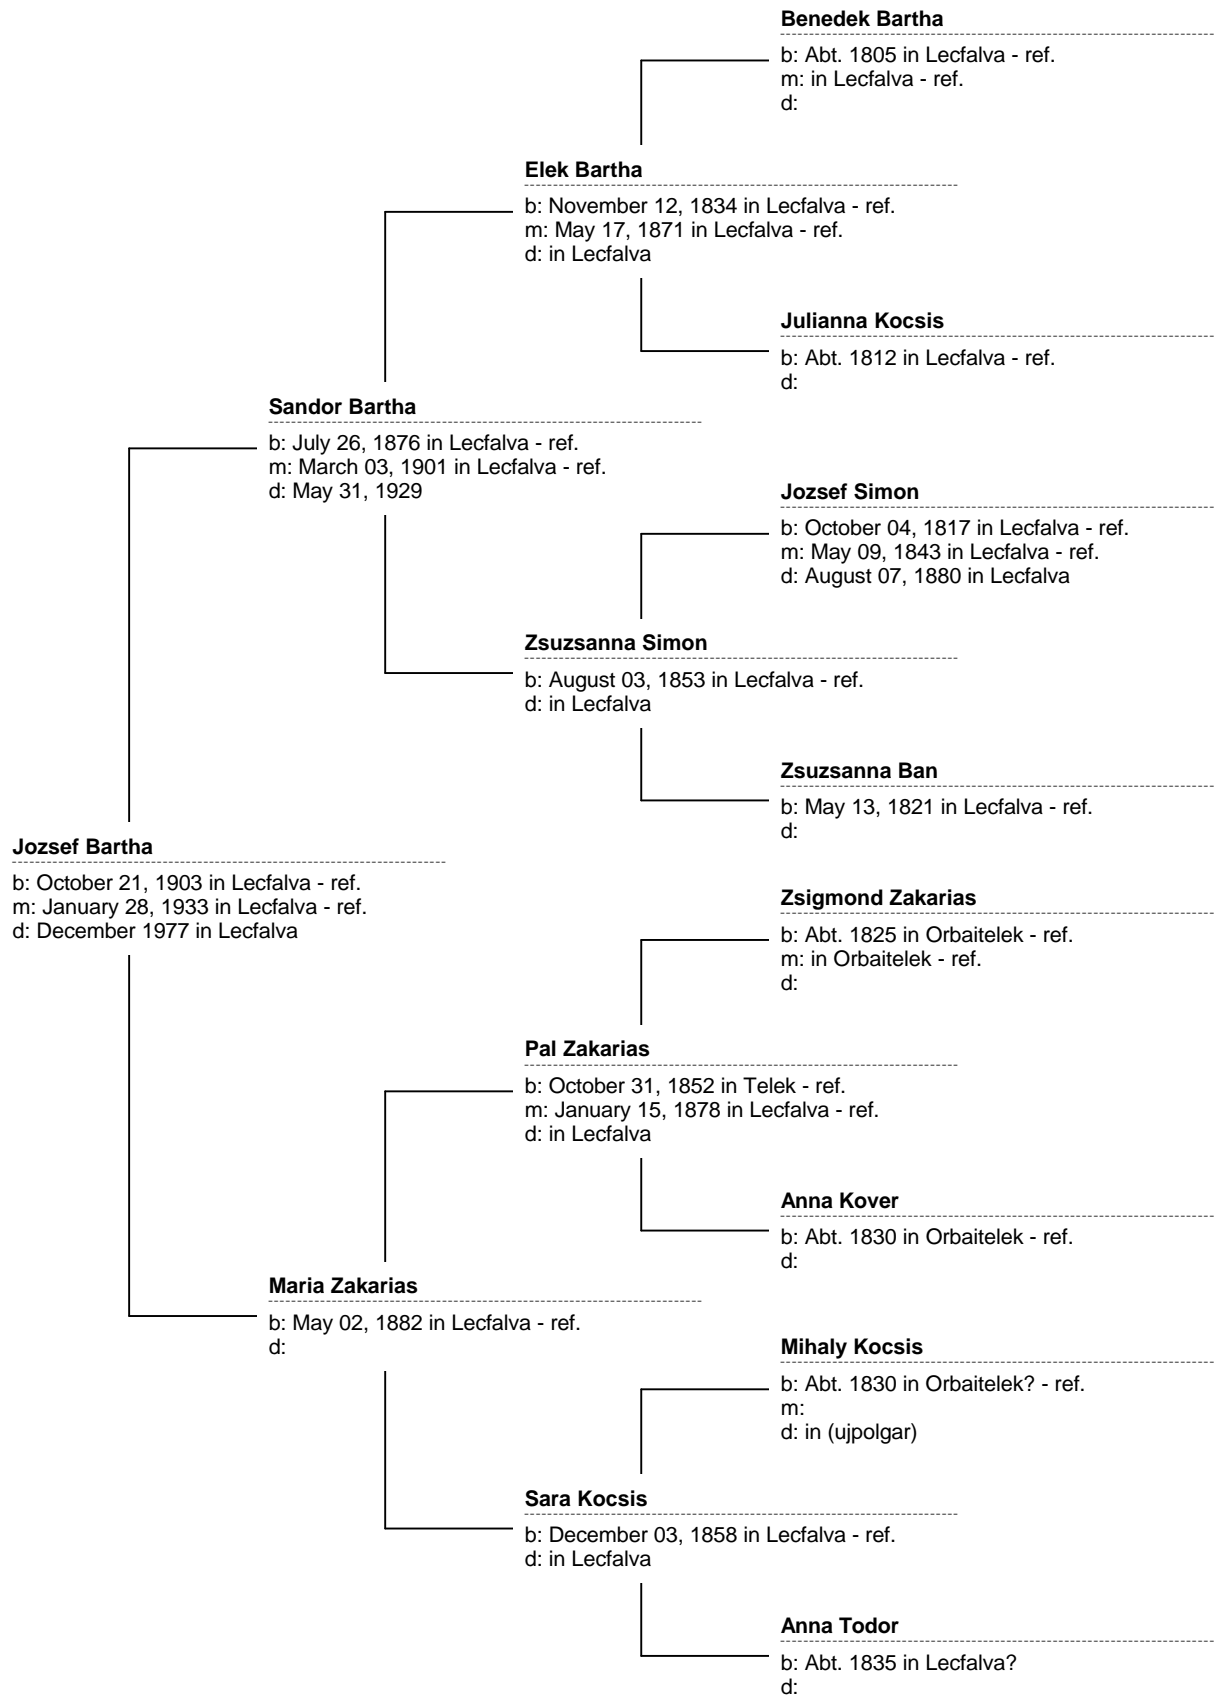 Benedek Bartha
b: Abt. 1805 in Lecfalva - ref.
m: in Lecfalva - ref.
d:
Elek Bartha
b: November 12, 1834 in Lecfalva - ref.
m: May 17, 1871 in Lecfalva - ref.
d: in Lecfalva
Julianna Kocsis
b: Abt. 1812 in Lecfalva - ref.
d:
Sandor Bartha
b: July 26, 1876 in Lecfalva - ref.
m: March 03, 1901 in Lecfalva - ref.
d: May 31, 1929
Jozsef Simon
b: October 04, 1817 in Lecfalva - ref.
m: May 09, 1843 in Lecfalva - ref.
d: August 07, 1880 in Lecfalva
Zsuzsanna Simon
b: August 03, 1853 in Lecfalva - ref.
d: in Lecfalva
Zsuzsanna Ban
b: May 13, 1821 in Lecfalva - ref.
d:
Jozsef Bartha
b: October 21, 1903 in Lecfalva - ref.
m: January 28, 1933 in Lecfalva - ref.
d: December 1977 in Lecfalva
Zsigmond Zakarias
b: Abt. 1825 in Orbaitelek - ref.
m: in Orbaitelek - ref.
d:
Pal Zakarias
b: October 31, 1852 in Telek - ref.
m: January 15, 1878 in Lecfalva - ref.
d: in Lecfalva
Anna Kover
b: Abt. 1830 in Orbaitelek - ref.
d:
Maria Zakarias
b: May 02, 1882 in Lecfalva - ref.
d:
Mihaly Kocsis
b: Abt. 1830 in Orbaitelek? - ref.
m:
d: in (ujpolgar)
Sara Kocsis
b: December 03, 1858 in Lecfalva - ref.
d: in Lecfalva
Anna Todor
b: Abt. 1835 in Lecfalva?
d: